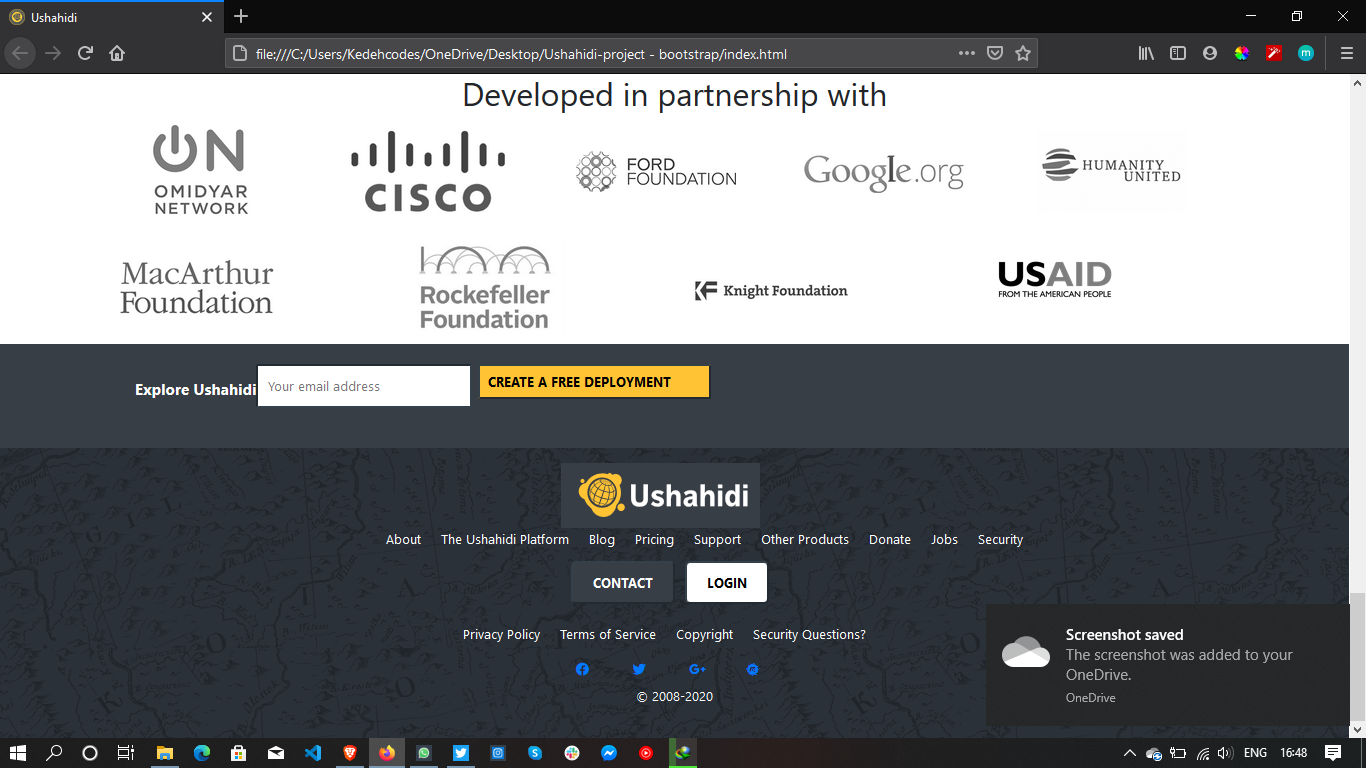 Ushahidi
file:///C:/Users/Kedehcodes/OneDrive/Desktop/Ushahidi-project - bootstrap/index.html
Developed in partnership with
ON
OMIDYAR
NETWORK
CISCO
FORD
FOUNDATION
Google.org
HUMANITY
UNITED
MacArthur
Foundation
Rockefeller
Foundation
Knight Foundation
USAID
FROM THE AMERICAN PEOPLE
Explore Ushahidi
Your email address
CREATE A FREE DEPLOYMENT
Ushahidi
About The Ushahidi Platform Blog Pricing Support Other Products Donate Jobs Security
CONTACT
LOGIN
Privacy Policy Terms of Service Copyright Security Questions?
© 2008-2020
Screenshot saved
The screenshot was added to your
OneDrive.
OneDrive
ENG 16:48